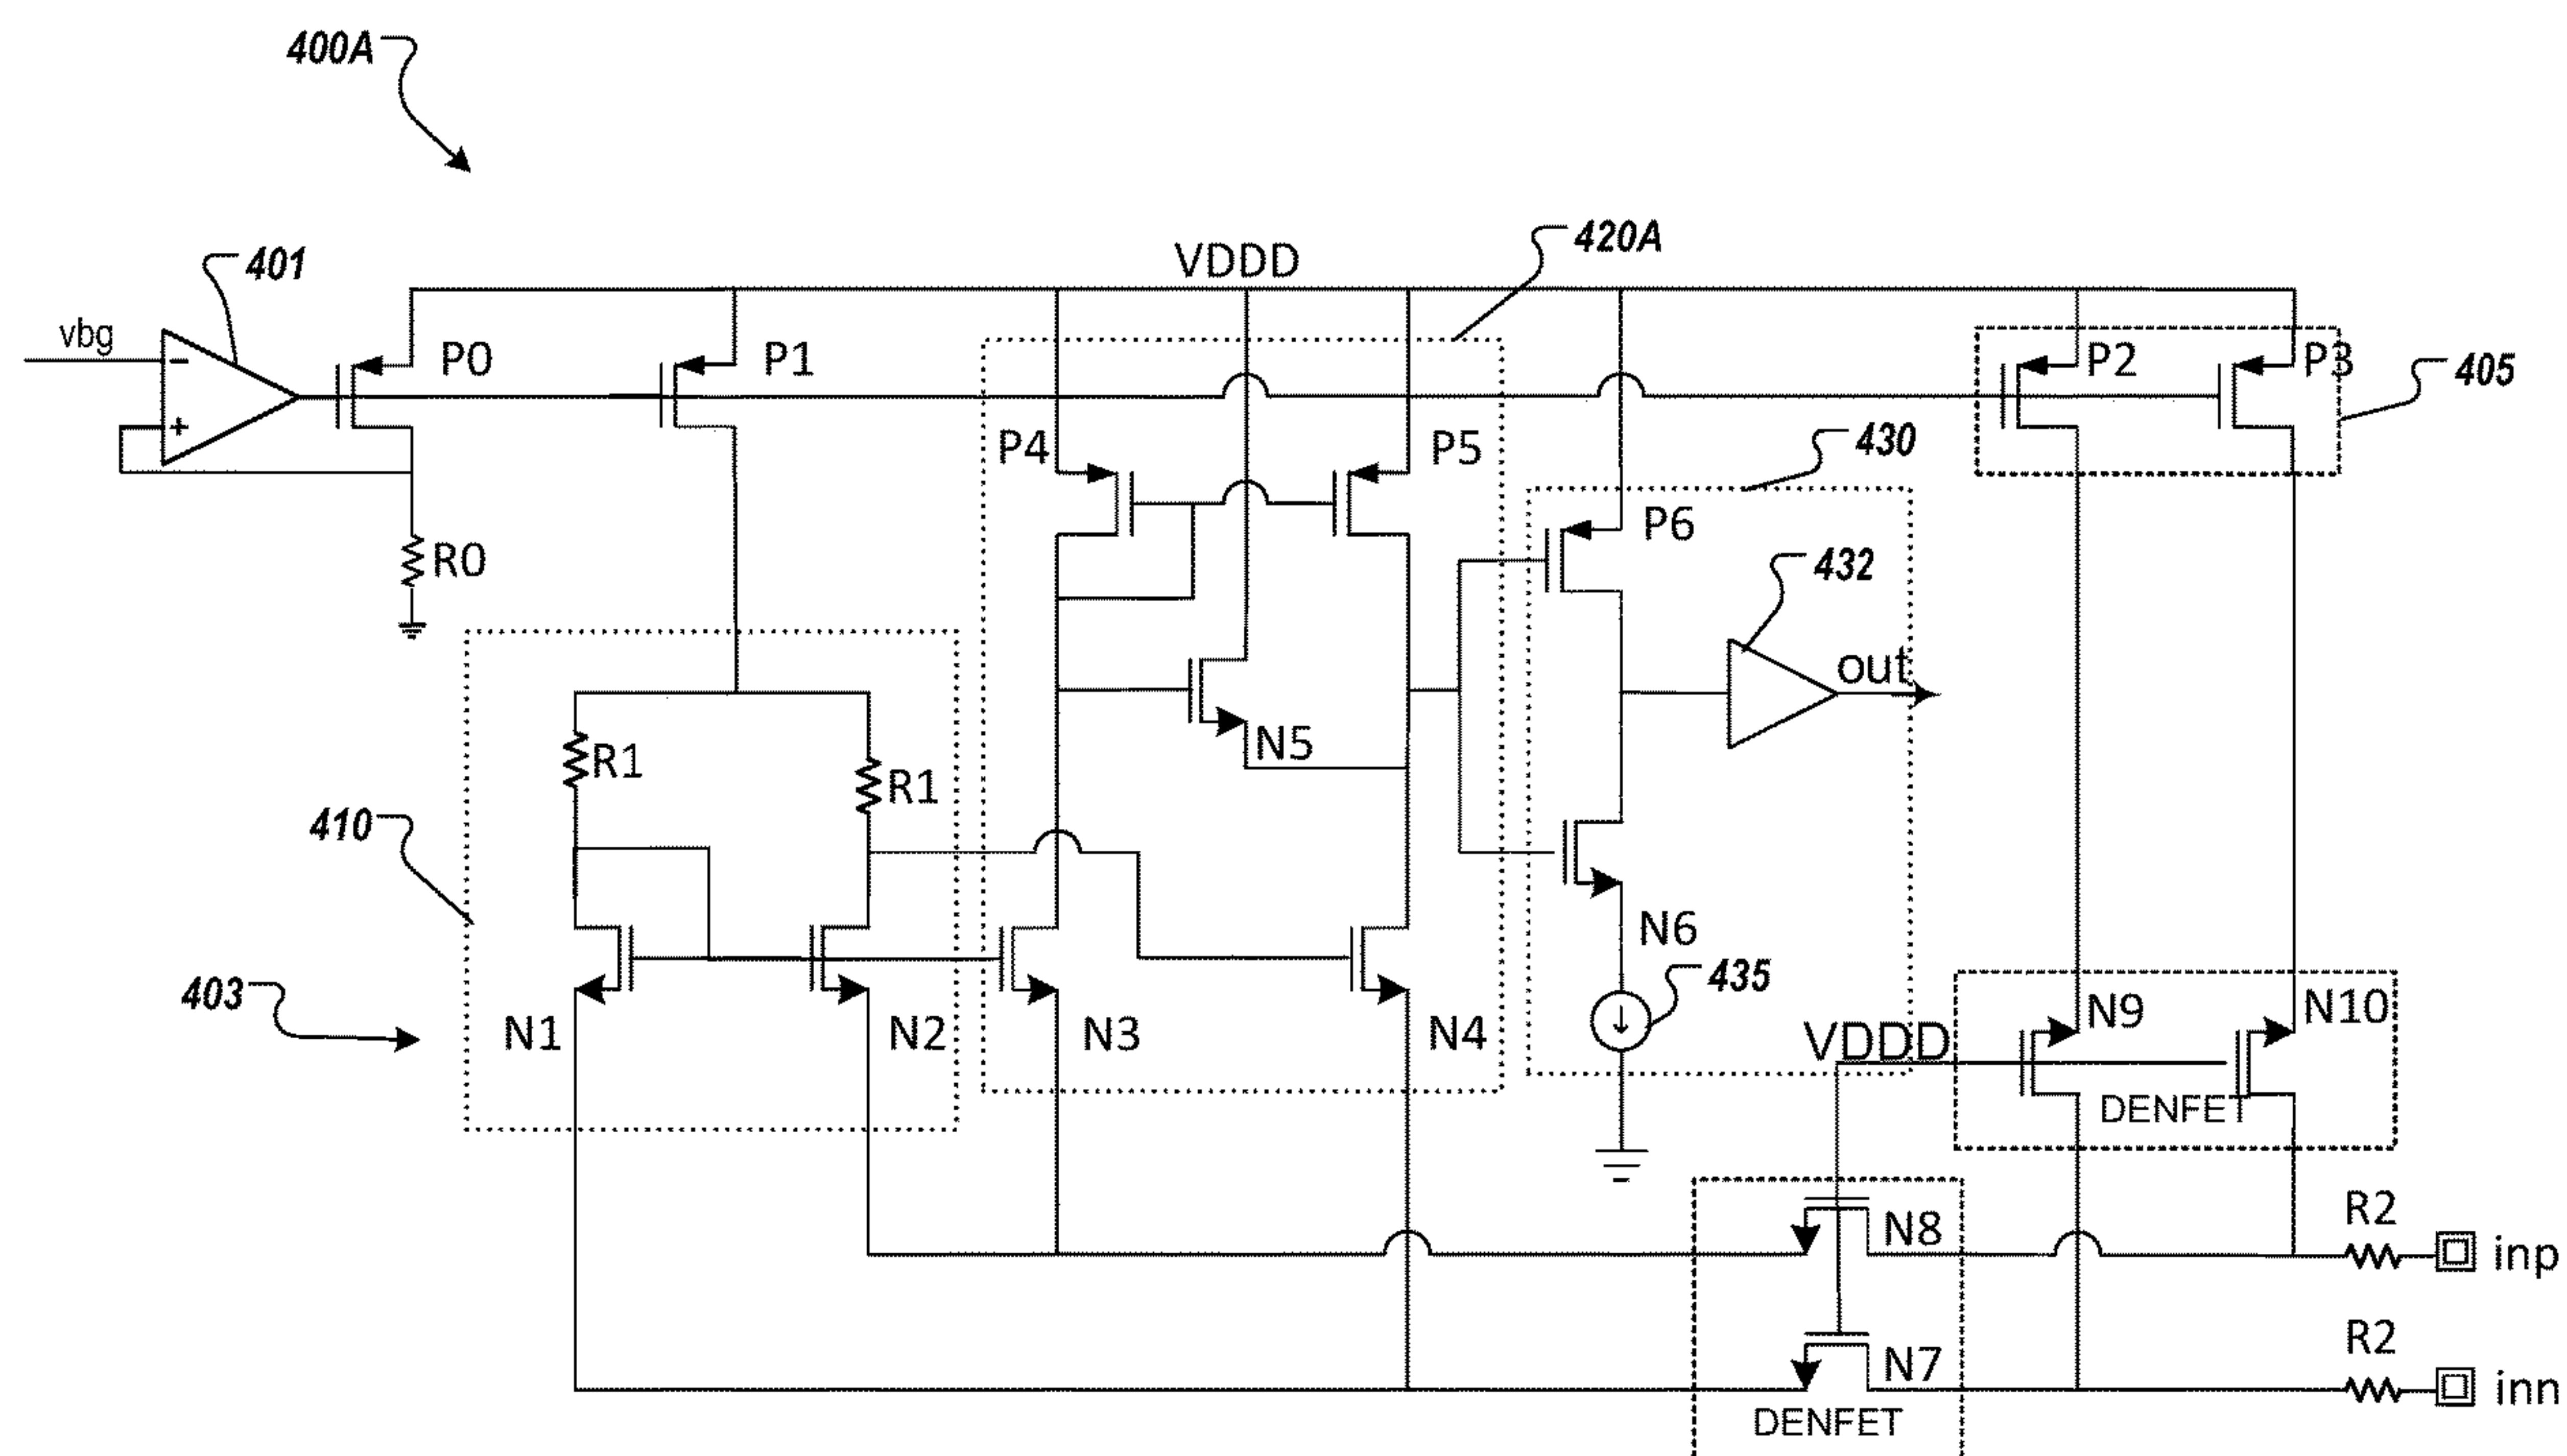 400A
401
vbg
VDDD
420A
P0
P1
P2
P3
405
P4
P5
430
R0
P6
432
out
R1
R1
N5
410
403
N1
N2
N3
N4
N6
435
VDDD
N9
N10
DENFET
N8
R2
inp
N7
R2
inn
DENFET